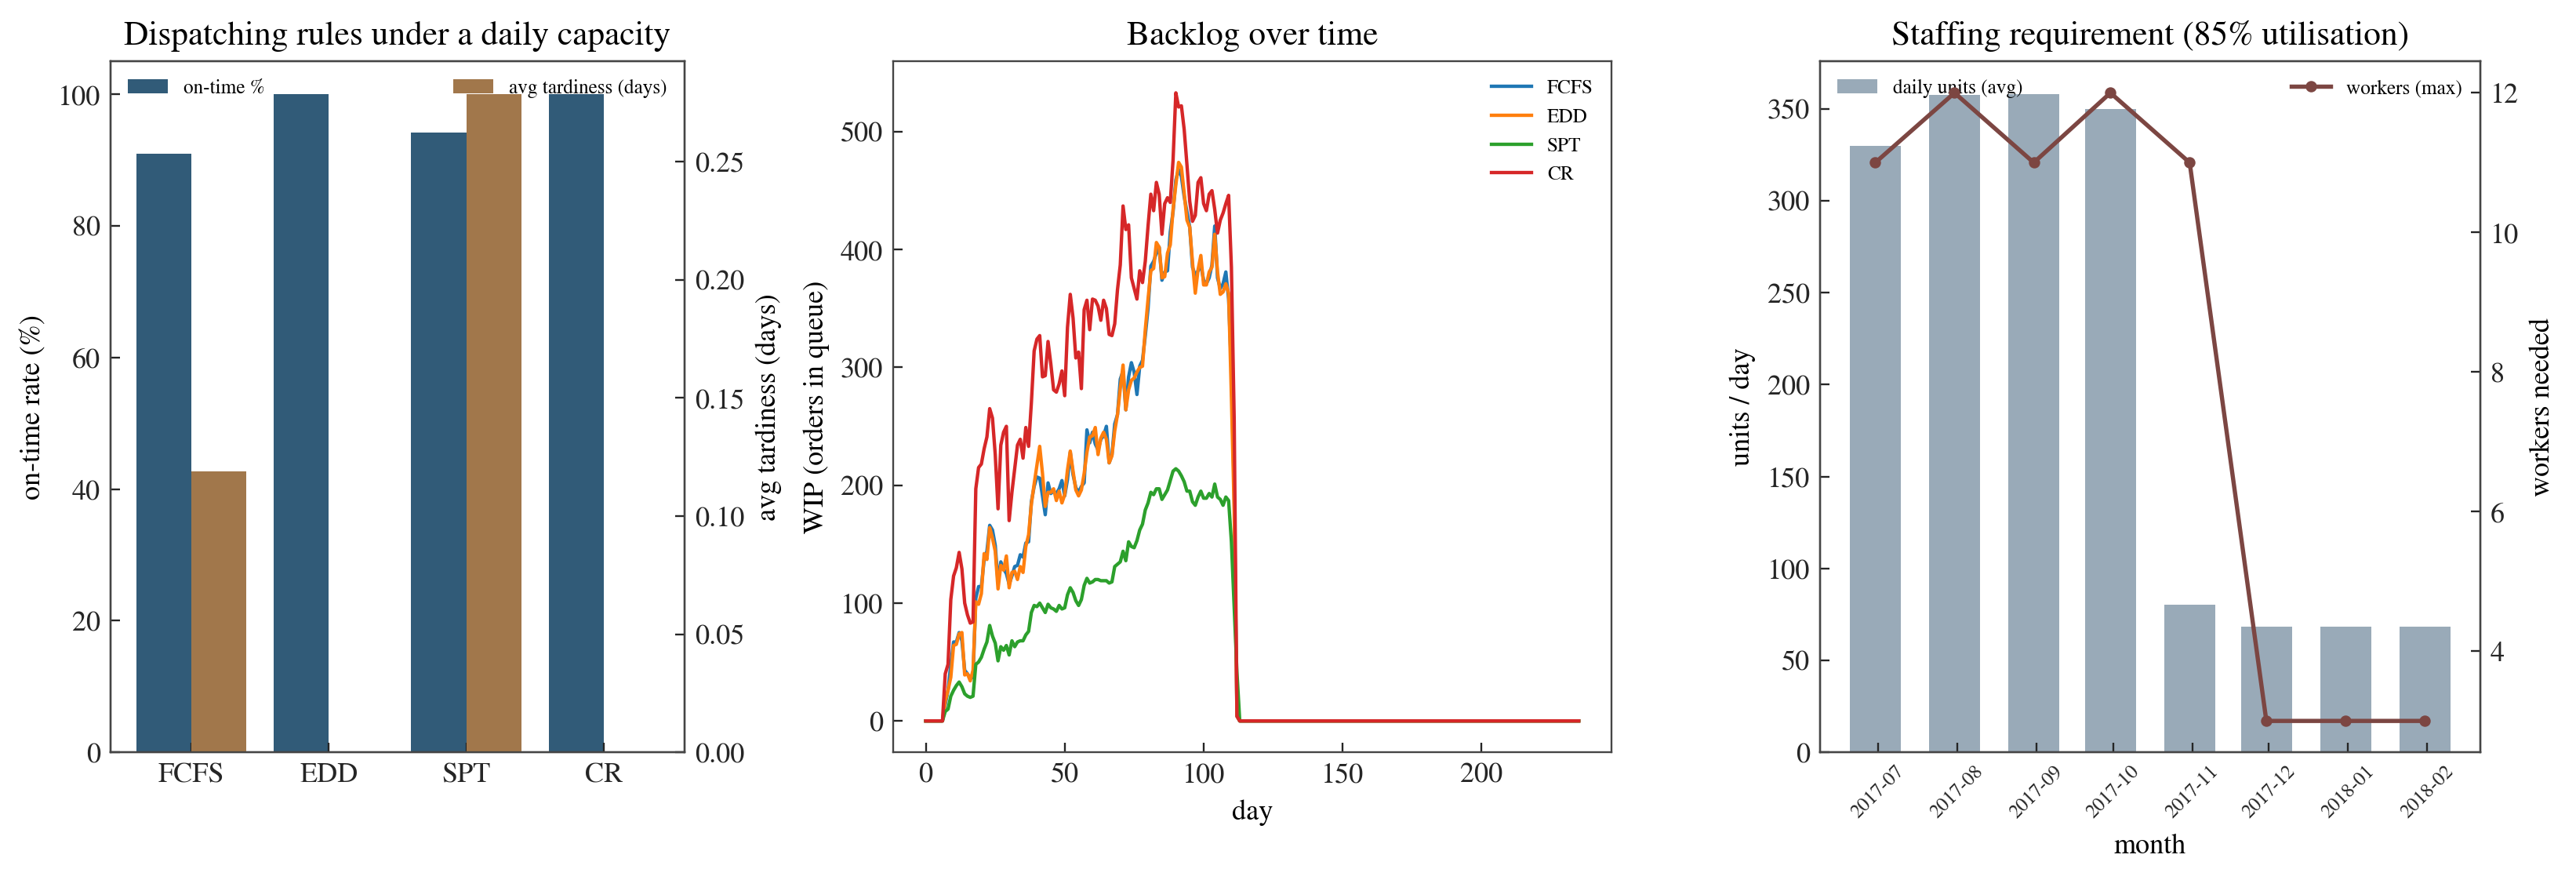 Dispatching rules under a daily capacity
on-time %
avg tardiness (days)
100
80
60
40
20
0
0.25
0.20
0.15
0.10
0.05
0.00
on-time rate (%)
avg tardiness (days)
FCFS
EDD
SPT
CR
Backlog over time
FCFS
EDD
SPT
CR
500
400
300
200
100
0
WIP (orders in queue)
0
50
100
150
200
day
Staffing requirement (85% utilisation)
daily units (avg)
workers (max)
350
300
250
200
150
100
50
0
12
10
8
6
4
units / day
workers needed
2017-07
2017-08
2017-09
2017-10
2017-11
2017-12
2018-01
2018-02
month